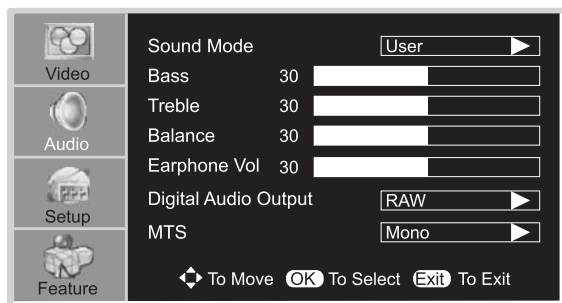 Video
Audio
Setup
Feature
Sound Mode User
Bass 30
Treble 30
Balance 30
Earphone Vol 30
Digital Audio Output RAW
MTS Mono
To Move OK To Select Exit To Exit